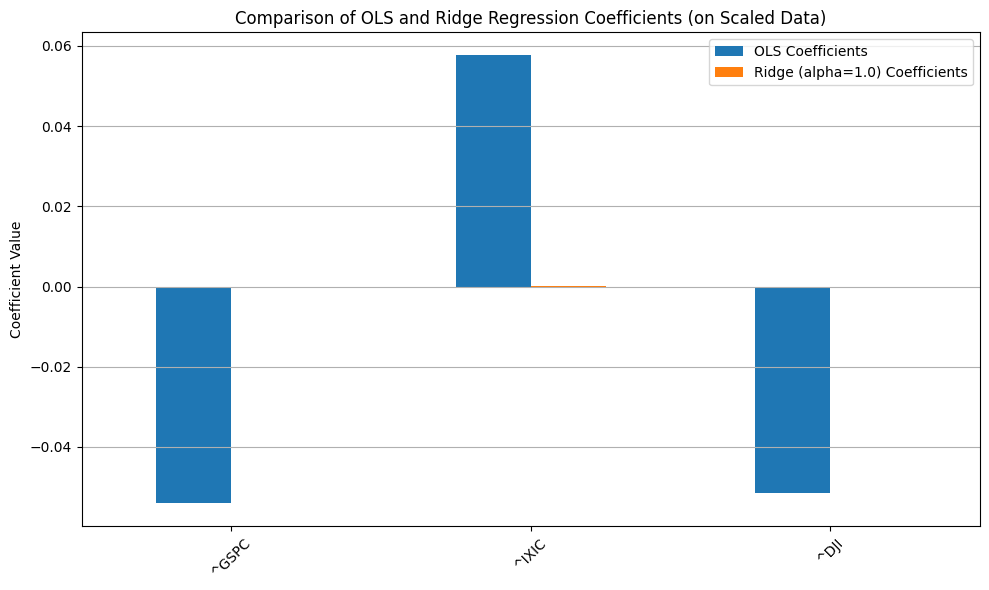 Comparison of OLS and Ridge Regression Coefficients (on Scaled Data)
OLS Coefficients
Ridge (alpha=1.0) Coefficients
Coefficient Value
0.06
0.04
0.02
0.00
−0.02
−0.04
^GSPC
^IXIC
^DJI